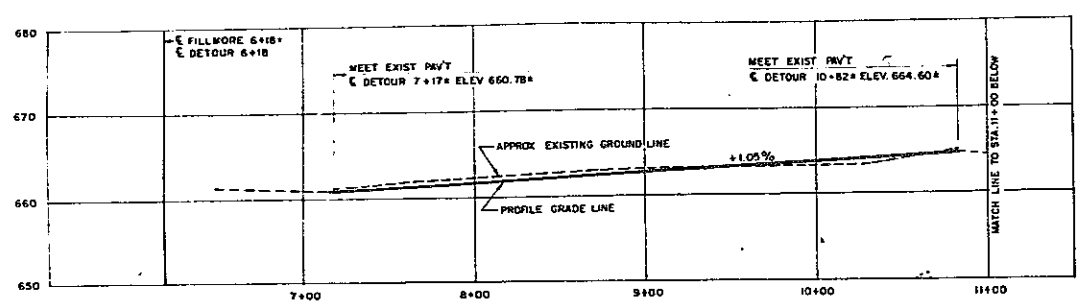 680
670
660
650
℄ FILLMORE 6+18±
℄ DETOUR 6+18
MEET EXIST PAV'T
℄ DETOUR 7+17± ELEV 660.78±
MEET EXIST PAV'T
℄ DETOUR 10+82± ELEV. 664.60±
APPROX EXISTING GROUND LINE
+1.05%
PROFILE GRADE LINE
MATCH LINE TO STA. 11+00 BELOW
7+00
8+00
9+00
10+00
11+00